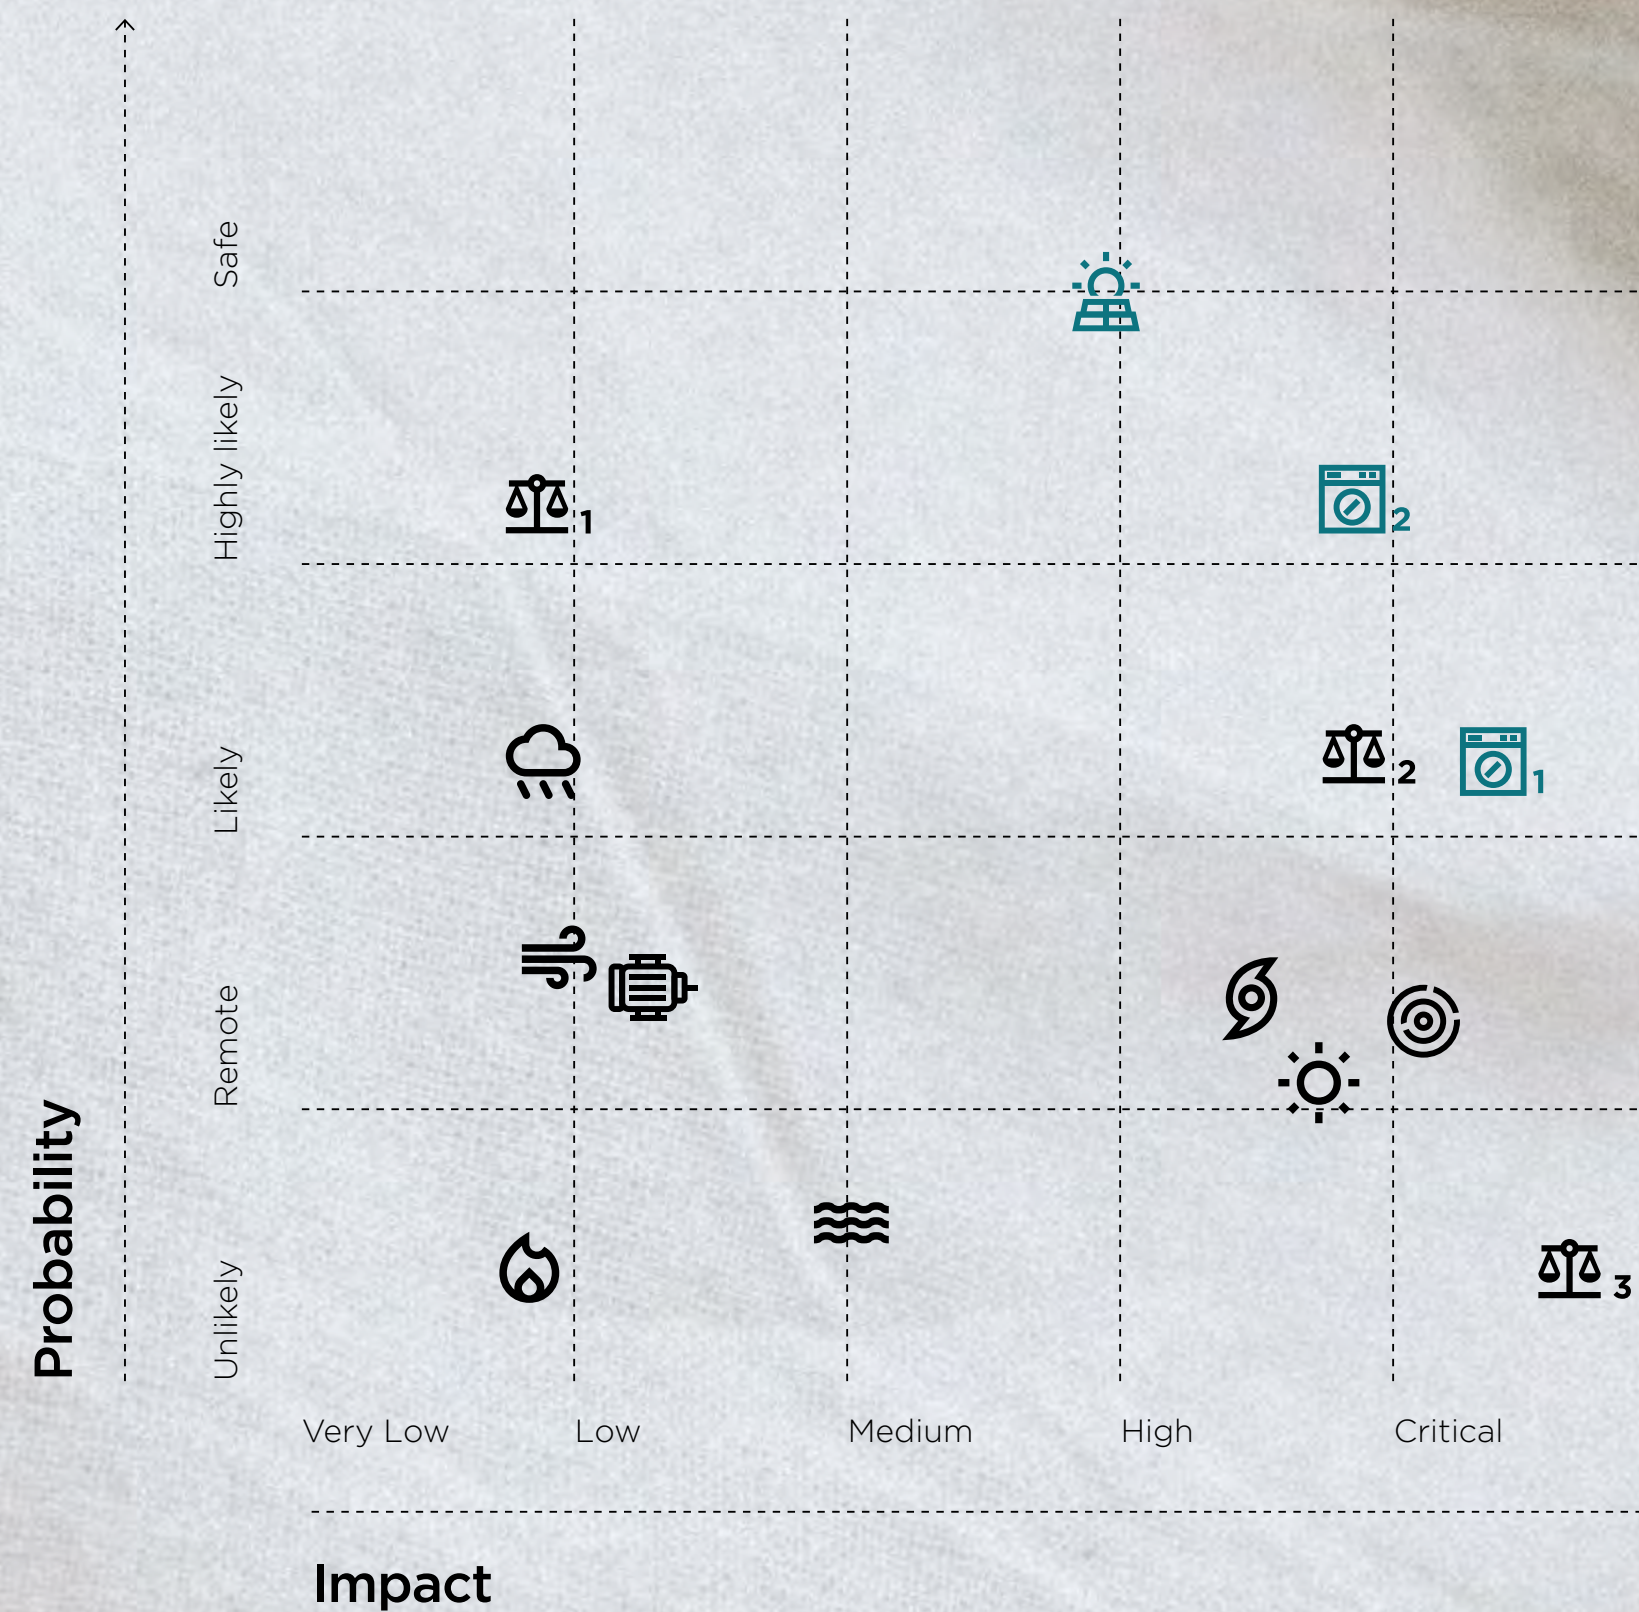 Safe
Highly likely
1
2
Likely
2
1
Remote
Unlikely
3
Probability
Very Low
Low
Medium
High
Critical
Impact